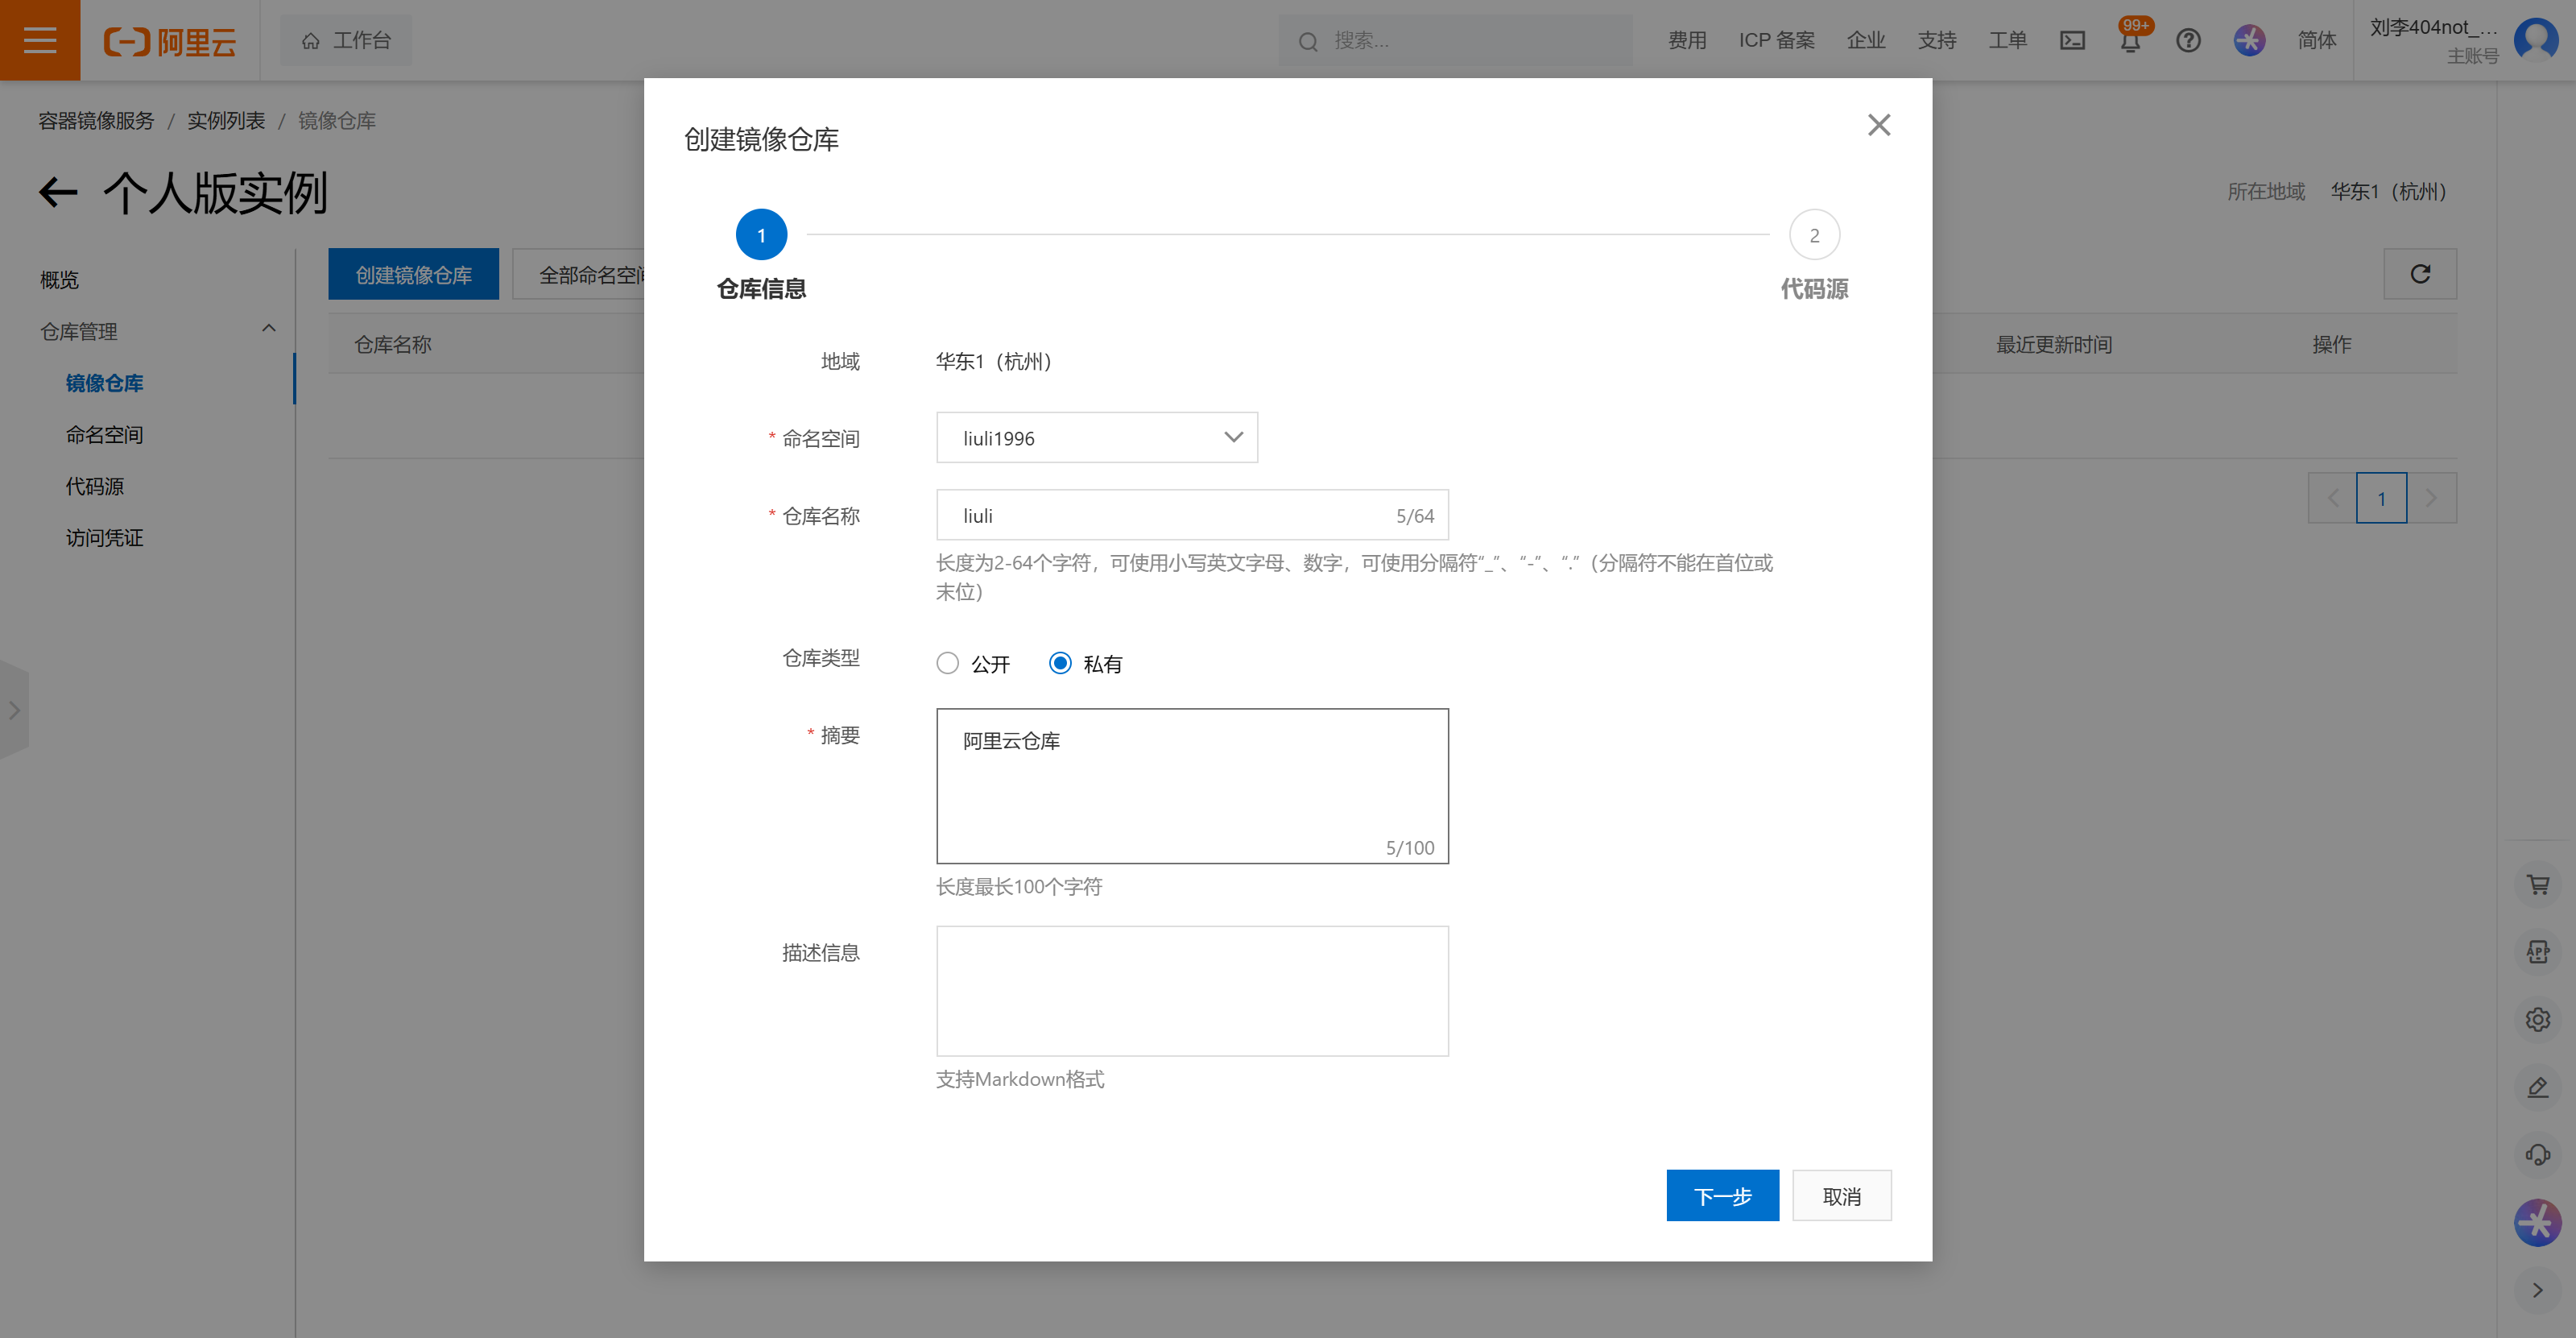 阿里云
工作台
搜索...
费用
ICP 备案
企业
支持
工单
99+
简体
刘李404not_...
主账号
容器镜像服务 / 实例列表 / 镜像仓库
个人版实例
所在地域 华东1（杭州）
概览
仓库管理
镜像仓库
命名空间
代码源
访问凭证
创建镜像仓库
全部命名空间
仓库名称
最近更新时间
操作
1
创建镜像仓库
1
仓库信息
2
代码源
地域 华东1（杭州）
* 命名空间 liuli1996
* 仓库名称 liuli 5/64
长度为2-64个字符，可使用小写英文字母、数字，可使用分隔符“_”、“-”、“.”（分隔符不能在首位或
末位）
仓库类型 公开 私有
* 摘要 阿里云仓库
5/100
长度最长100个字符
描述信息
支持Markdown格式
下一步 取消
APP